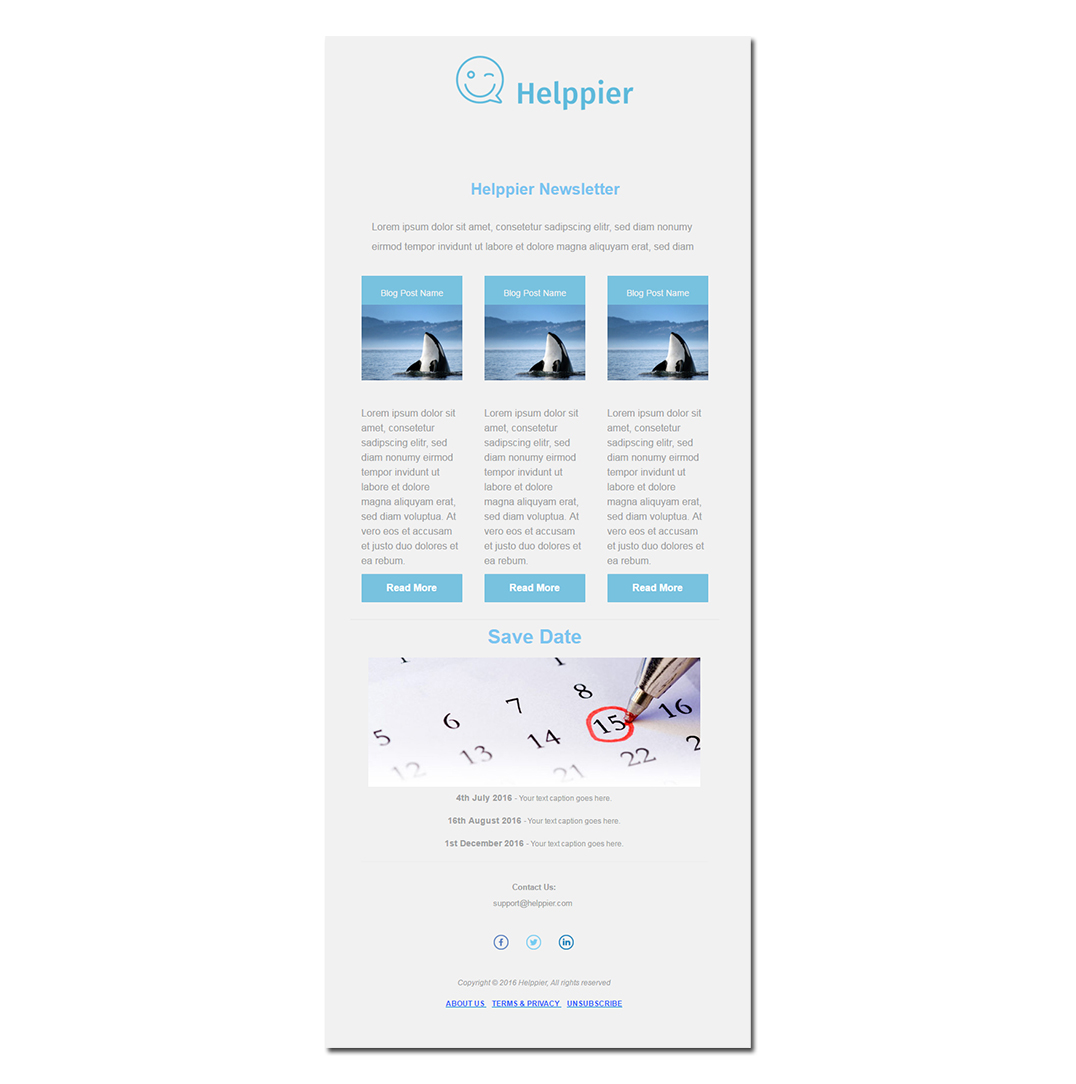 Helppier
Helppier Newsletter
Lorem ipsum dolor sit amet, consetetur sadipscing elitr, sed diam nonumy
eirmod tempor invidunt ut labore et dolore magna aliquyam erat, sed diam
Blog Post Name
Blog Post Name
Blog Post Name
Lorem ipsum dolor sit
amet, consetetur
sadipscing elitr, sed
diam nonumy eirmod
tempor invidunt ut
labore et dolore
magna aliquyam erat,
sed diam voluptua. At
vero eos et accusam
et justo duo dolores et
ea rebum.
Read More
Lorem ipsum dolor sit
amet, consetetur
sadipscing elitr, sed
diam nonumy eirmod
tempor invidunt ut
labore et dolore
magna aliquyam erat,
sed diam voluptua. At
vero eos et accusam
et justo duo dolores et
ea rebum.
Read More
Lorem ipsum dolor sit
amet, consetetur
sadipscing elitr, sed
diam nonumy eirmod
tempor invidunt ut
labore et dolore
magna aliquyam erat,
sed diam voluptua. At
vero eos et accusam
et justo duo dolores et
ea rebum.
Read More
Save Date
5 6 7 8
12 13 14 15 16
21 22
4th July 2016 - Your text caption goes here.
16th August 2016 - Your text caption goes here.
1st December 2016 - Your text caption goes here.
Contact Us:
support@helppier.com
f in
Copyright © 2016 Helppier, All rights reserved
ABOUT US TERMS & PRIVACY UNSUBSCRIBE